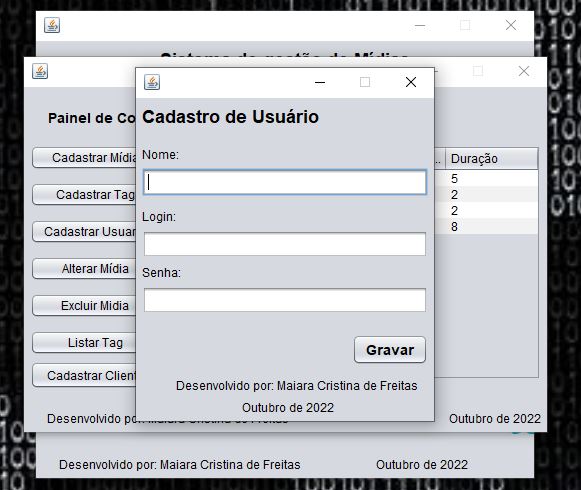 Sistema de gestão de Mídias
Painel de Co
Cadastrar Mídia
Cadastrar Tag
Cadastrar Usuar
Alterar Mídia
Excluir Midia
Listar Tag
Cadastrar Client
Cadastro de Usuário
Nome:
Login:
Senha:
Gravar
Desenvolvido por: Maiara Cristina de Freitas
Outubro de 2022
... Duração
5
2
2
8
Desenvolvido por: Maiara Cristina de Freitas
Outubro de 2022
Desenvolvido por: Maiara Cristina de Freitas
Outubro de 2022